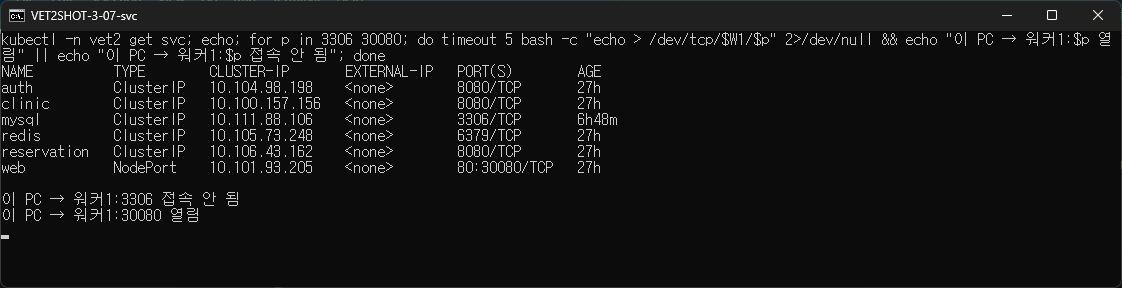 VET2SHOT-3-07-svc
kubectl -n vet2 get svc; echo; for p in 3306 30080; do timeout 5 bash -c "echo > /dev/tcp/$W1/$p" 2>/dev/null && echo "이 PC → 워커1:$p 열
림" || echo "이 PC → 워커1:$p 접속 안 됨"; done
NAME TYPE CLUSTER-IP EXTERNAL-IP PORT(S) AGE
auth ClusterIP 10.104.98.198 <none> 8080/TCP 27h
clinic ClusterIP 10.100.157.156 <none> 8080/TCP 27h
mysql ClusterIP 10.111.88.106 <none> 3306/TCP 6h48m
redis ClusterIP 10.105.73.248 <none> 6379/TCP 27h
reservation ClusterIP 10.106.43.162 <none> 8080/TCP 27h
web NodePort 10.101.93.205 <none> 80:30080/TCP 27h
이 PC → 워커1:3306 접속 안 됨
이 PC → 워커1:30080 열림